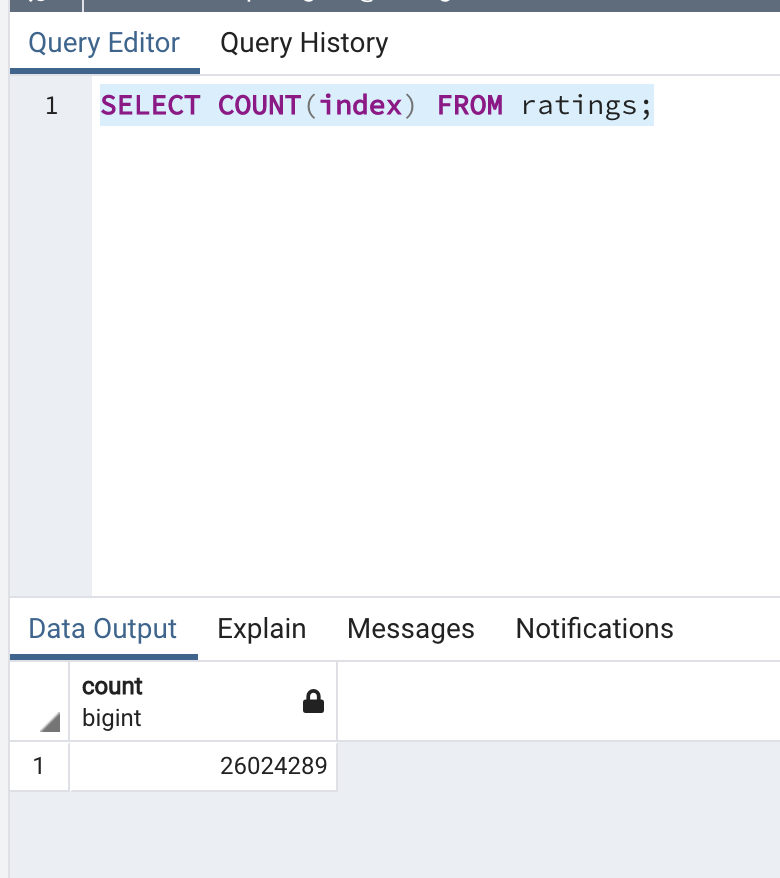 Query Editor Query History
1 SELECT COUNT(index) FROM ratings;
Data Output Explain Messages Notifications
count
bigint
1 26024289